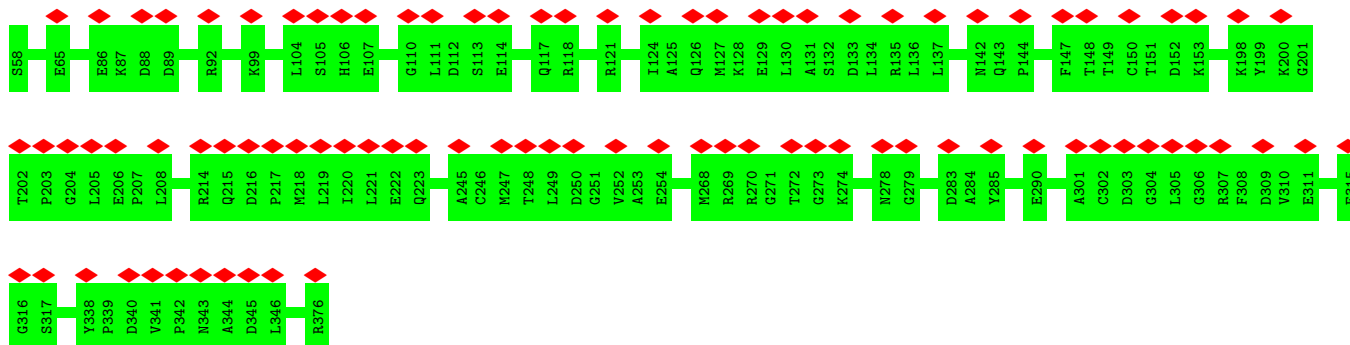 S58 E65 E86 K87 D88 D89 R92 K99 L104 S105 H106 E107 G110 L111 D112 S113 E114 Q117 R118 R121 I124 A125 Q126 M127 K128 E129 L130 A131 S132 D133 L134 R135 L136 L137 N142 Q143 P144 F147 T148 T149 C150 T151 D152 K153 K198 Y199 K200 G201
T202 P203 G204 L205 E206 P207 L208 R214 Q215 D216 P217 M218 L219 I220 L221 E222 Q223 A245 C246 M247 T248 L249 D250 G251 V252 A253 E254 M268 R269 R270 G271 T272 G273 K274 N278 G279 D283 A284 Y285 E290 A301 C302 D303 G304 L305 G306 R307 F308 D309 V310 E311
G316 S317 Y338 P339 D340 V341 P342 N343 A344 D345 L346 R376